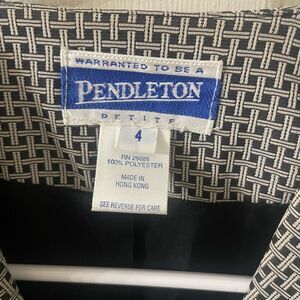 WARRANTED TO BE A
PENDLETON
PETITE
4
RN 29685
100% POLYESTER
MADE IN
HONG KONG
SEE REVERSE FOR CARE